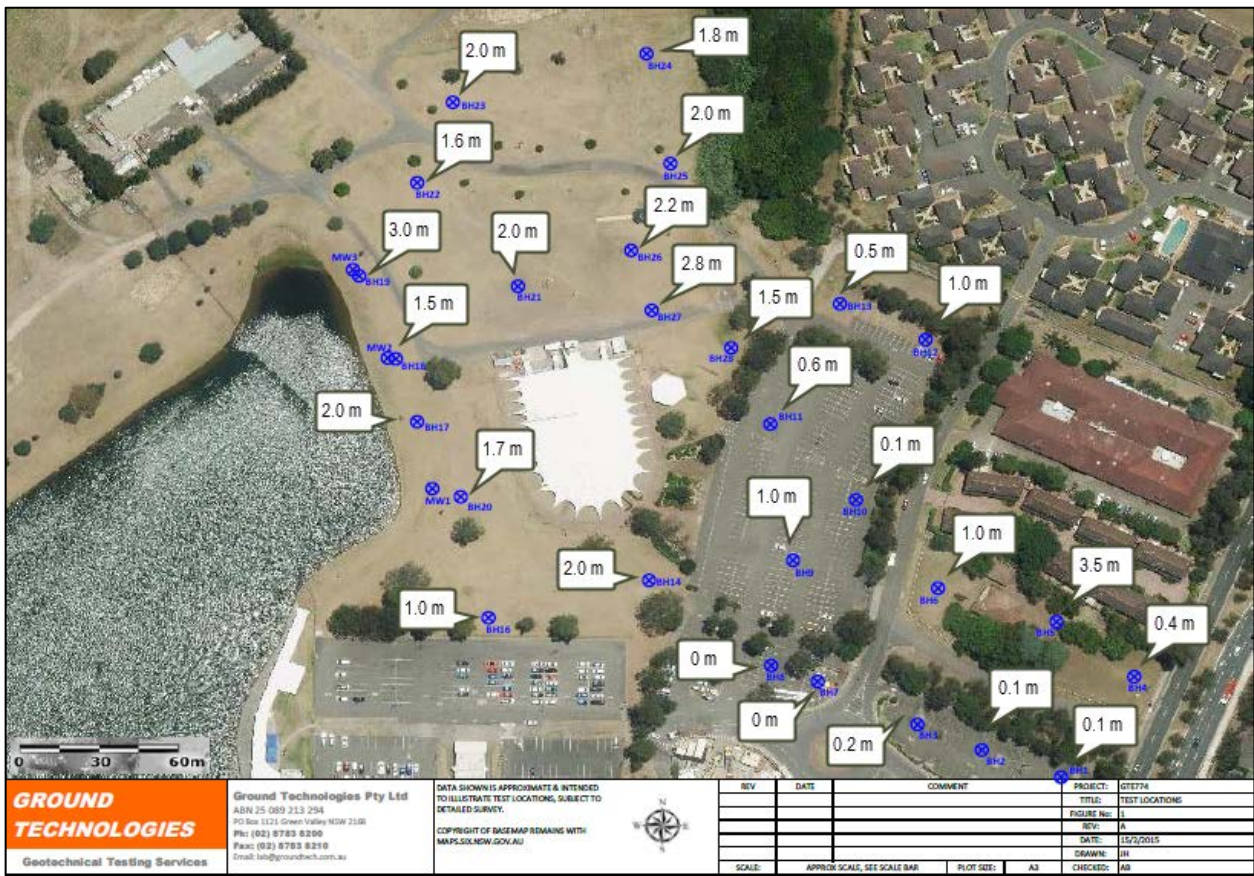 1.8 m
2.0 m
BH24
BH23
2.0 m
1.6 m
BH25
BH22
2.2 m
3.0 m
2.0 m
BH26
MW3
BH19
2.8 m
0.5 m
1.0 m
BH21
BH13
1.5 m
1.5 m
BH27
BH12
BH28
MW2
BH18
0.6 m
2.0 m
BH11
BH17
1.7 m
0.1 m
MW1
BH20
BH10
1.0 m
1.0 m
BH9
3.5 m
2.0 m
BH14
BH6
1.0 m
BH16
BH5
0.4 m
0 m
BH8
BH7
BH4
0.1 m
0 m
0.2 m
BH3
0.1 m
BH2
BH1
0 30 60m
GROUND
TECHNOLOGIES
Geotechnical Testing Services
Ground Technologies Pty Ltd
ABN 25 089 213 294
PO Box 1121 Green Valley NSW 2168
Ph: (02) 8783 8200
Fax: (02) 8783 8210
Email: lab@groundtech.com.au
DATA SHOWN IS APPROXIMATE & INTENDED
TO ILLUSTRATE TEST LOCATIONS, SUBJECT TO
DETAILED SURVEY.
COPYRIGHT OF BASEMAP REMAINS WITH
MAPS.SIX.NSW.GOV.AU
N
W E
S
REV DATE COMMENT
PROJECT: GTE774
TITLE: TEST LOCATIONS
FIGURE No: 1
REV: A
DATE: 15/2/2015
DRAWN: JH
SCALE: APPROX SCALE, SEE SCALE BAR PLOT SIZE: A3 CHECKED: AB